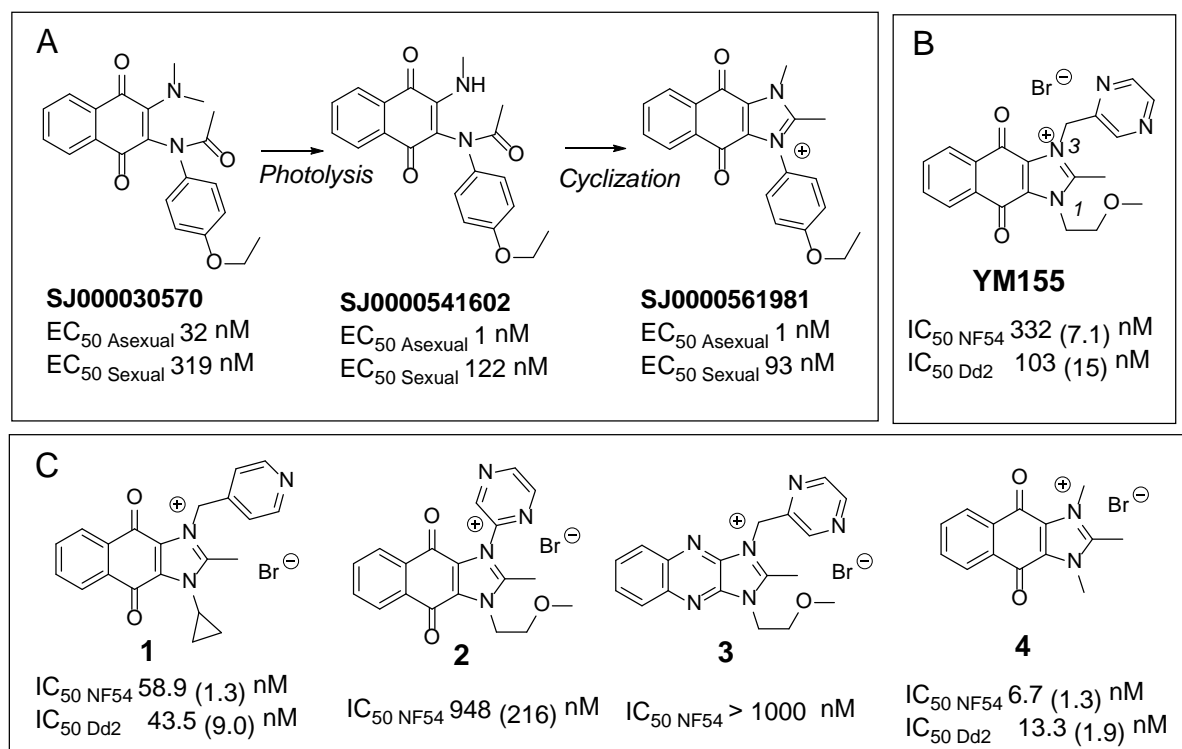 A
O
N
O
N
O
O
Photolysis
O
NH
O
N
O
O
Cyclization
O
N
N
⊕
O
O
SJ000030570
EC50 Asexual 32 nM
EC50 Sexual 319 nM
SJ0000541602
EC50 Asexual 1 nM
EC50 Sexual 122 nM
SJ0000561981
EC50 Asexual 1 nM
EC50 Sexual 93 nM
B
Br ⊖
N
N
O
⊕
N
3
N
1
O
O
YM155
IC50 NF54 332 (7.1) nM
IC50 Dd2 103 (15) nM
C
N
O
⊕
N
N
Br ⊖
O
1
IC50 NF54 58.9 (1.3) nM
IC50 Dd2 43.5 (9.0) nM
N
N
O
⊕
N
Br ⊖
N
O
O
2
IC50 NF54 948 (216) nM
N
N
⊕
N
N
Br ⊖
N
N
O
3
IC50 NF54 > 1000 nM
O
⊕
N
Br ⊖
N
O
4
IC50 NF54 6.7 (1.3) nM
IC50 Dd2 13.3 (1.9) nM